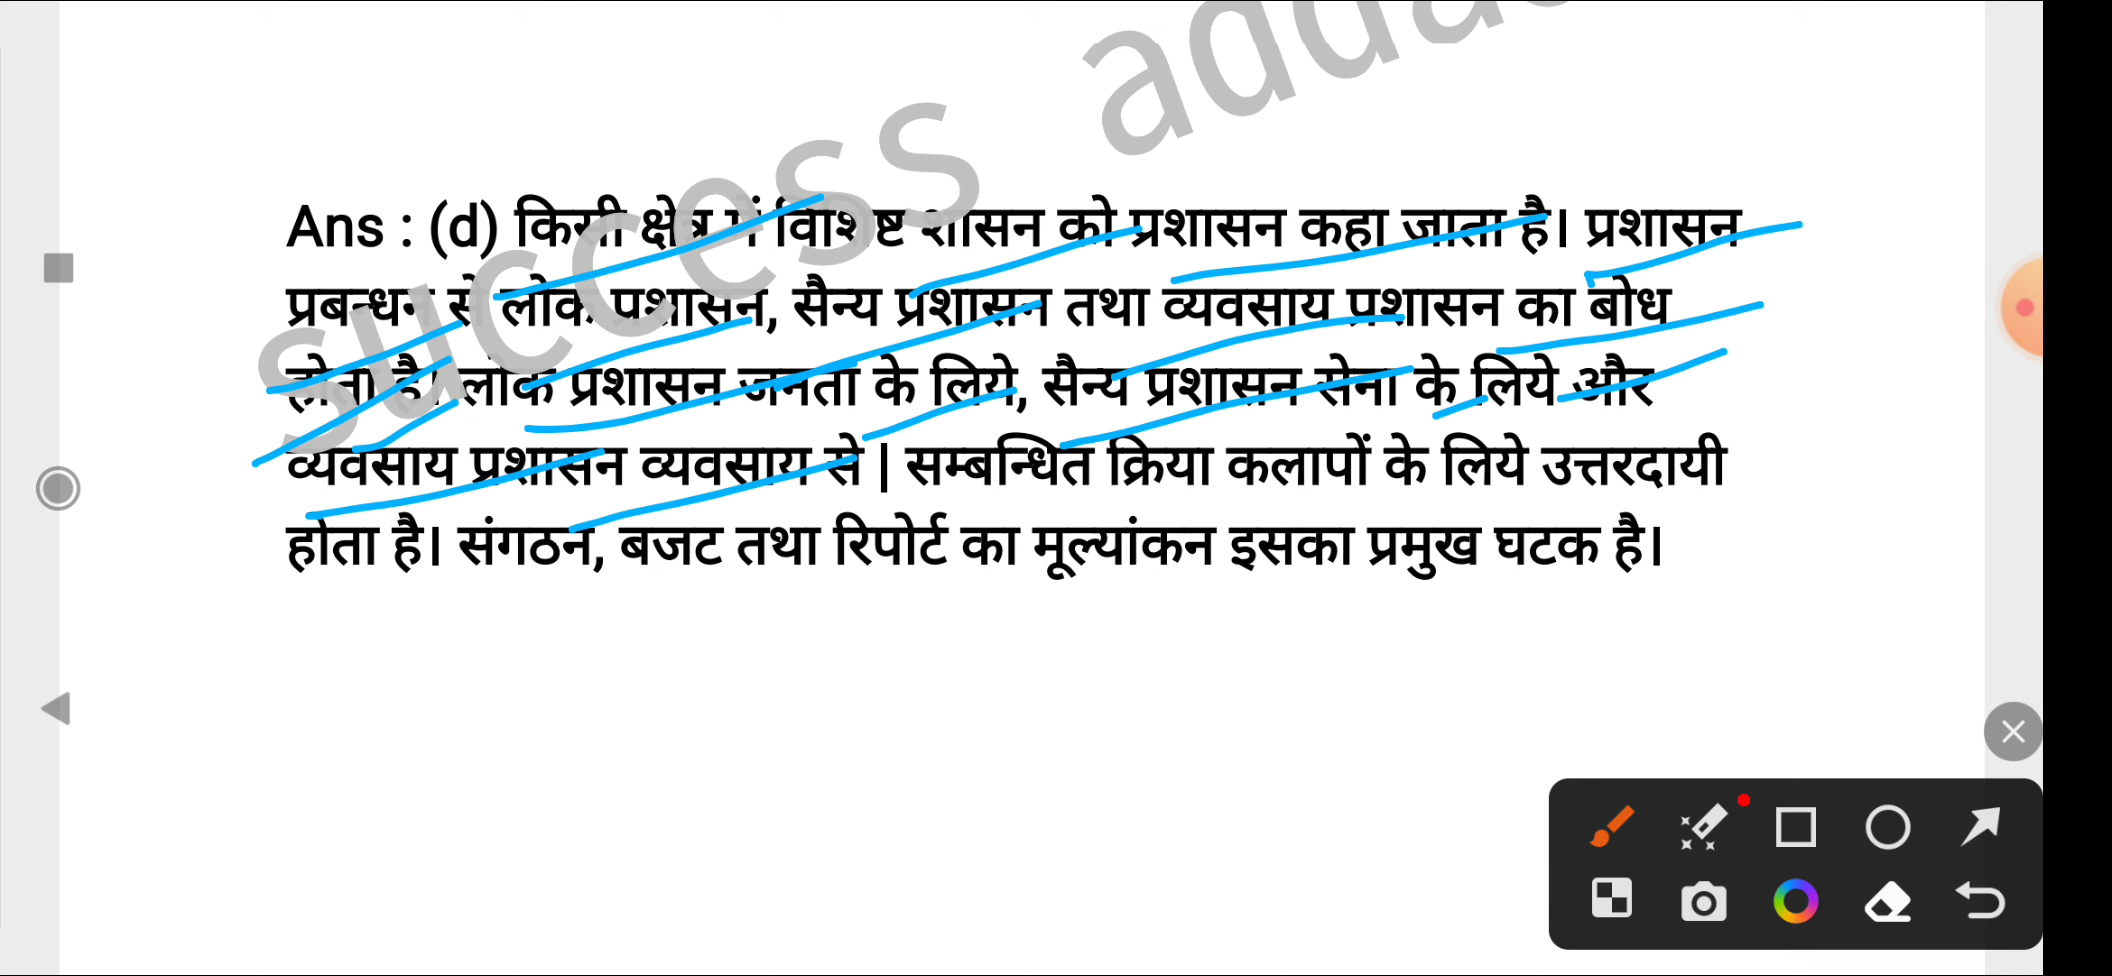 success adda
Ans : (d) किसी क्षेत्र में विशिष्ट शासन को प्रशासन कहा जाता है। प्रशासन
प्रबन्धन से लोक प्रशासन, सैन्य प्रशासन तथा व्यवसाय प्रशासन का बोध
होता है। लोक प्रशासन जनता के लिये, सैन्य प्रशासन सेना के लिये और
व्यवसाय प्रशासन व्यवसाय से | सम्बन्धित क्रिया कलापों के लिये उत्तरदायी
होता है। संगठन, बजट तथा रिपोर्ट का मूल्यांकन इसका प्रमुख घटक है।